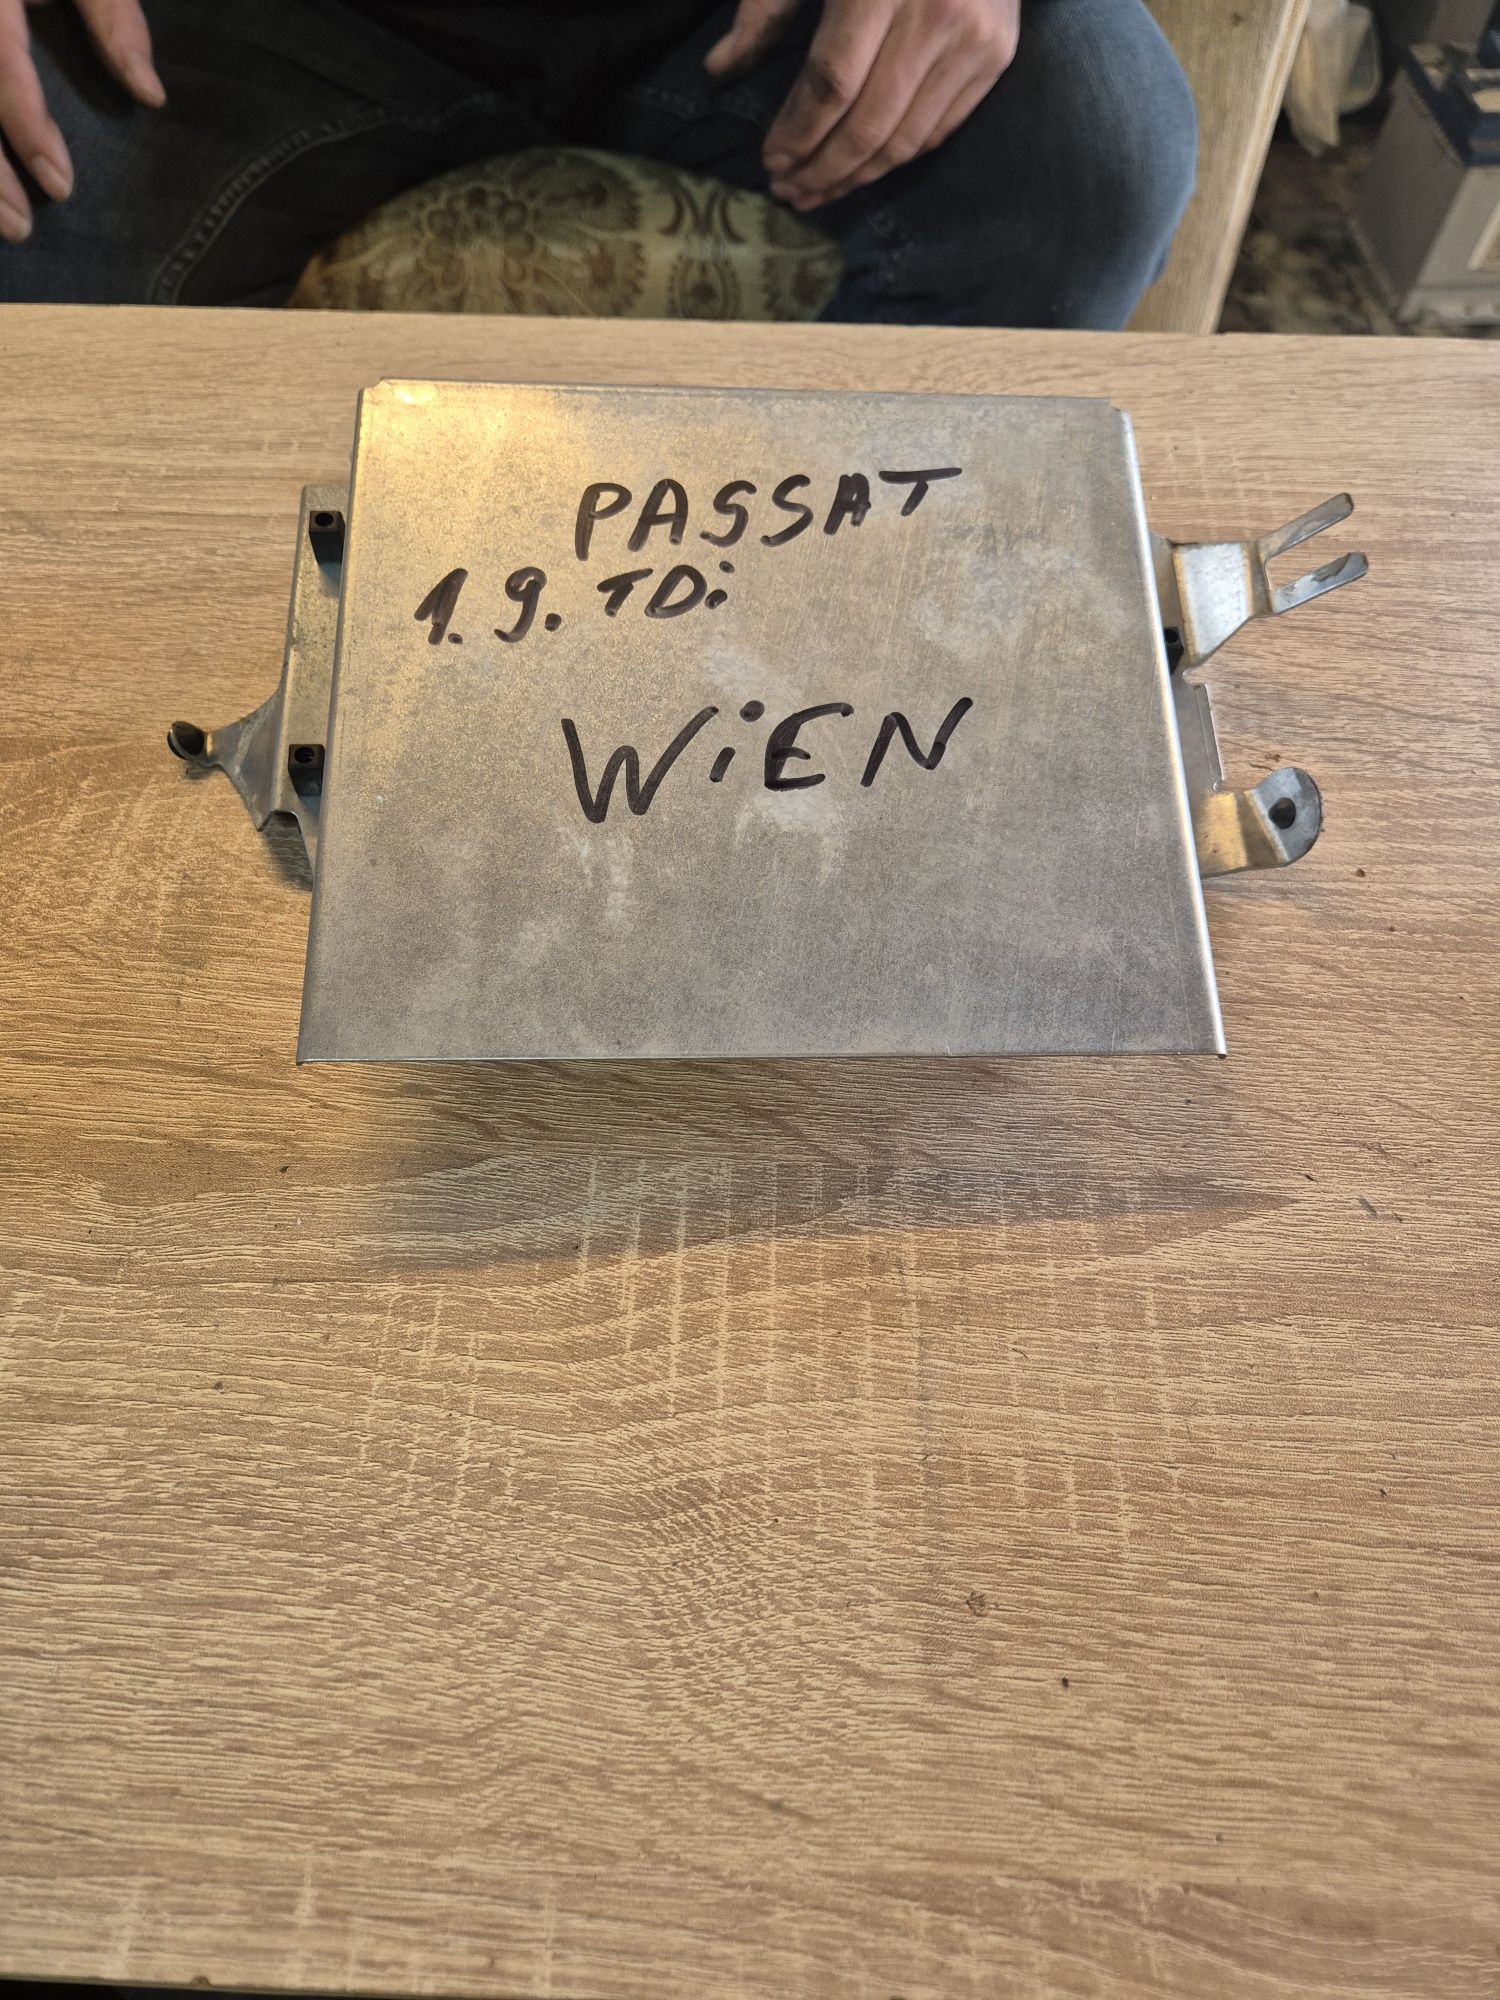 PASSAT
1.9. TDi
WiEN